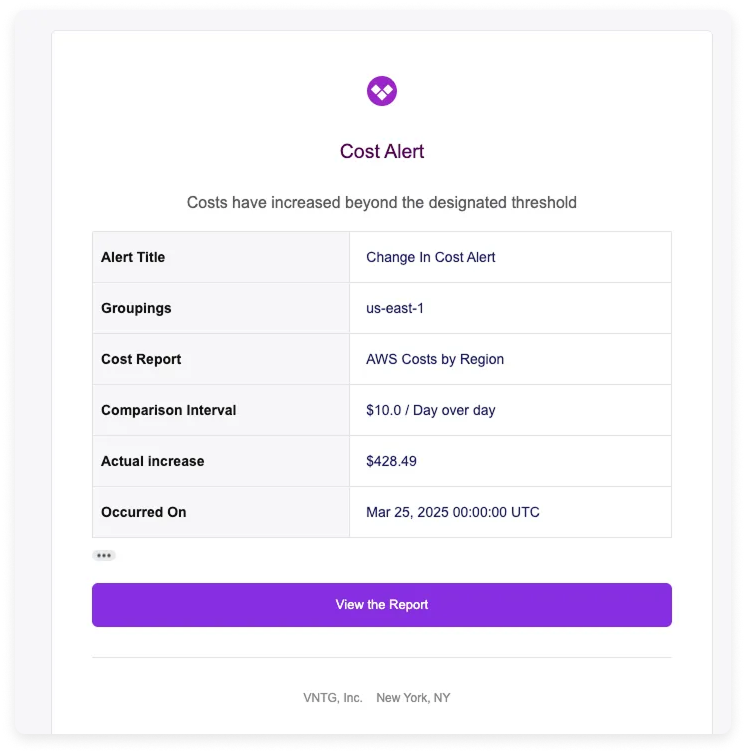 Cost Alert
Costs have increased beyond the designated threshold
Alert Title Change In Cost Alert
Groupings us-east-1
Cost Report AWS Costs by Region
Comparison Interval $10.0 / Day over day
Actual increase $428.49
Occurred On Mar 25, 2025 00:00:00 UTC
•••
View the Report
VNTG, Inc. New York, NY